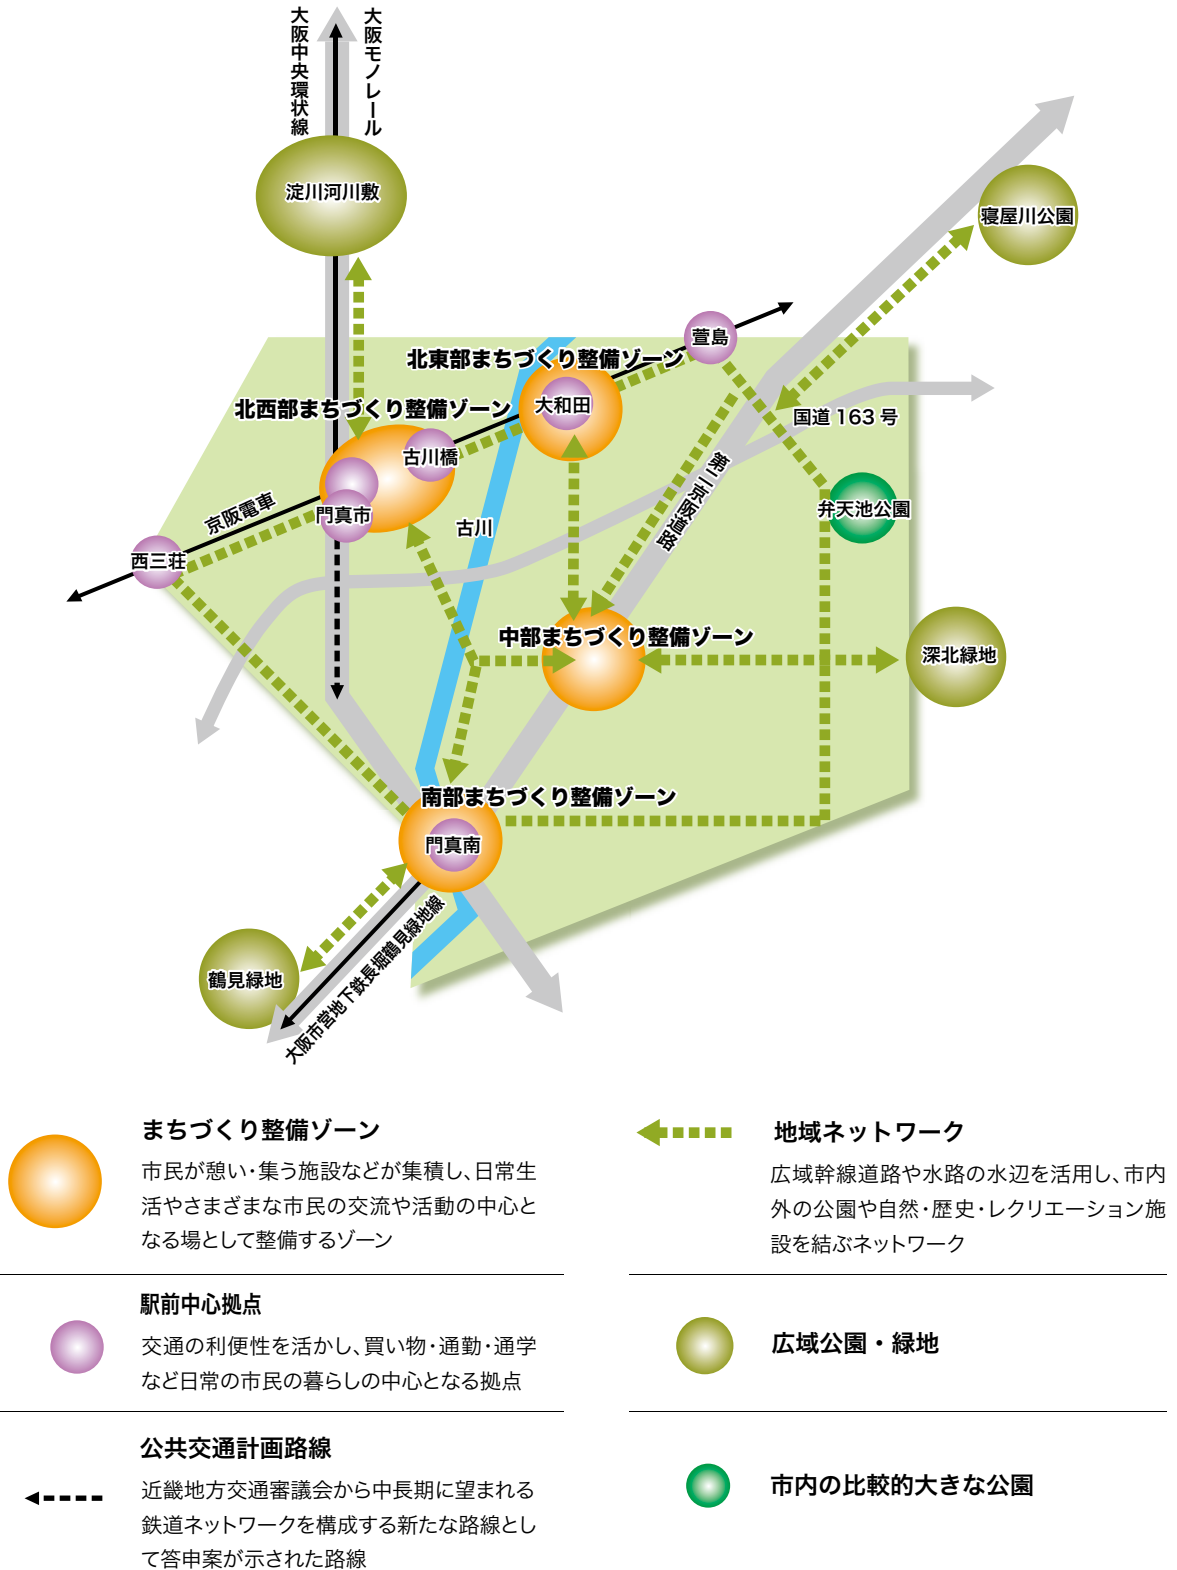 大阪中央環状線
大阪モノレール
淀川河川敷
寝屋川公園
萱島
北東部まちづくり整備ゾーン
大和田
北西部まちづくり整備ゾーン
国道 163 号
古川橋
第二京阪道路
京阪電車
門真市
古川
弁天池公園
西三荘
中部まちづくり整備ゾーン
深北緑地
南部まちづくり整備ゾーン
門真南
鶴見緑地
大阪市営地下鉄長堀鶴見緑地線
まちづくり整備ゾーン
市民が憩い・集う施設などが集積し、日常生
活やさまざまな市民の交流や活動の中心と
なる場として整備するゾーン
駅前中心拠点
交通の利便性を活かし、買い物・通勤・通学
など日常の市民の暮らしの中心となる拠点
公共交通計画路線
近畿地方交通審議会から中長期に望まれる
鉄道ネットワークを構成する新たな路線とし
て答申案が示された路線
地域ネットワーク
広域幹線道路や水路の水辺を活用し、市内
外の公園や自然・歴史・レクリエーション施
設を結ぶネットワーク
広域公園・緑地
市内の比較的大きな公園